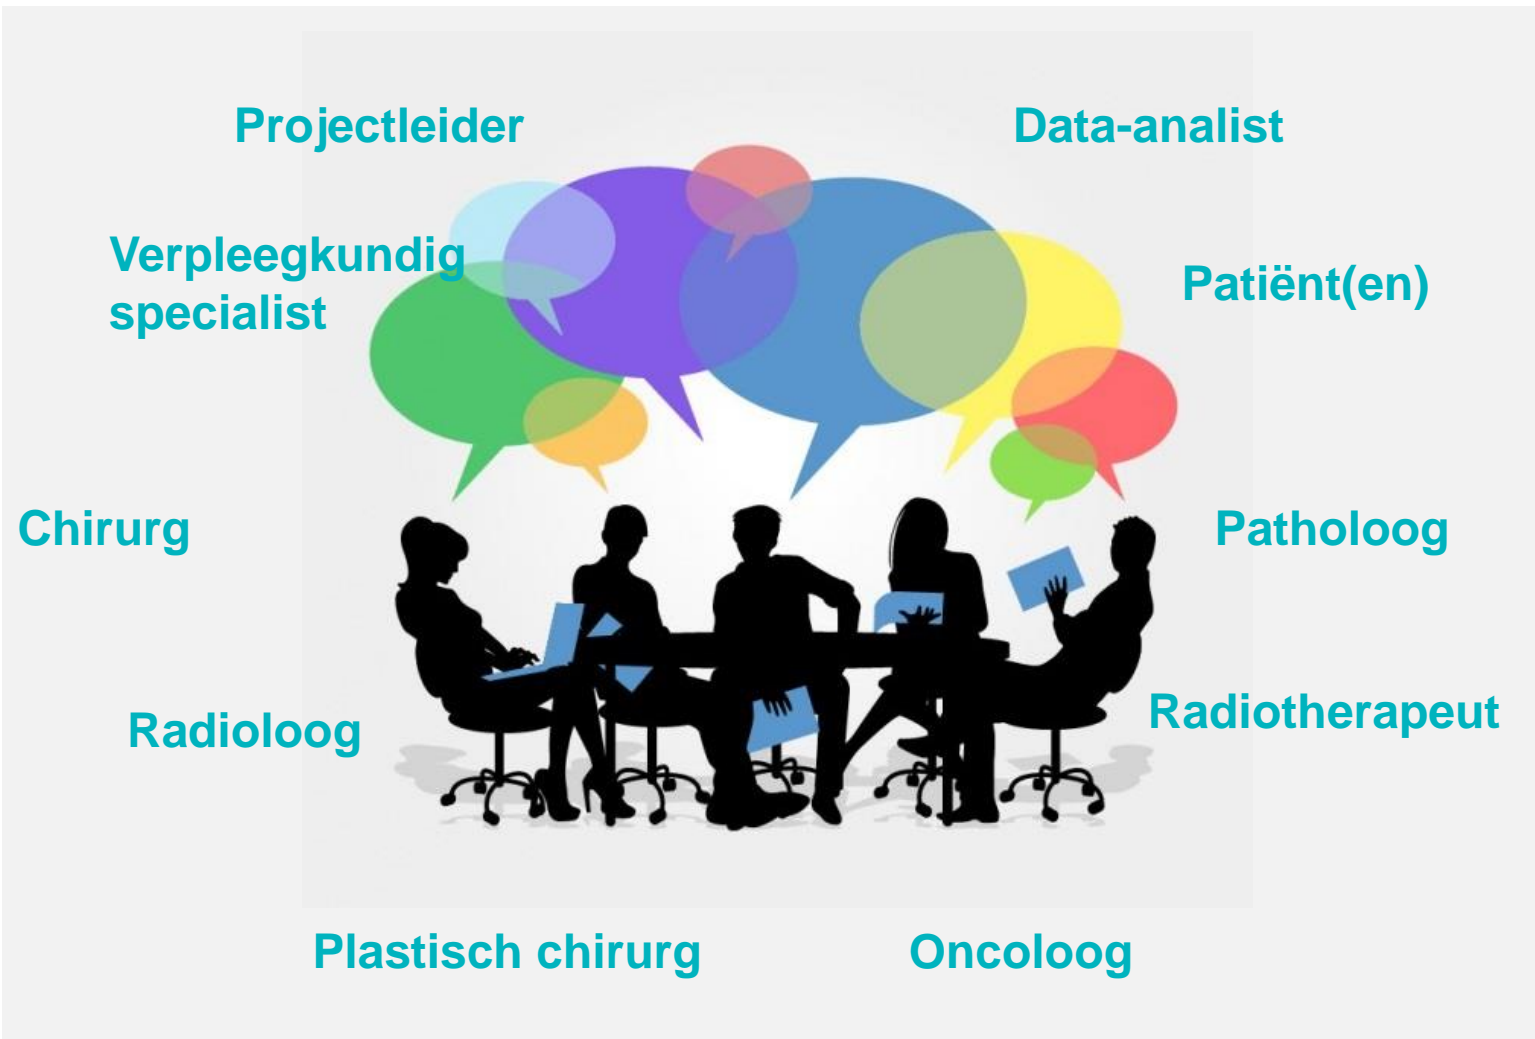 Projectleider
Data-analist
Verpleegkundig
specialist
Patiënt(en)
Chirurg
Patholoog
Radioloog
Radiotherapeut
Plastisch chirurg
Oncoloog